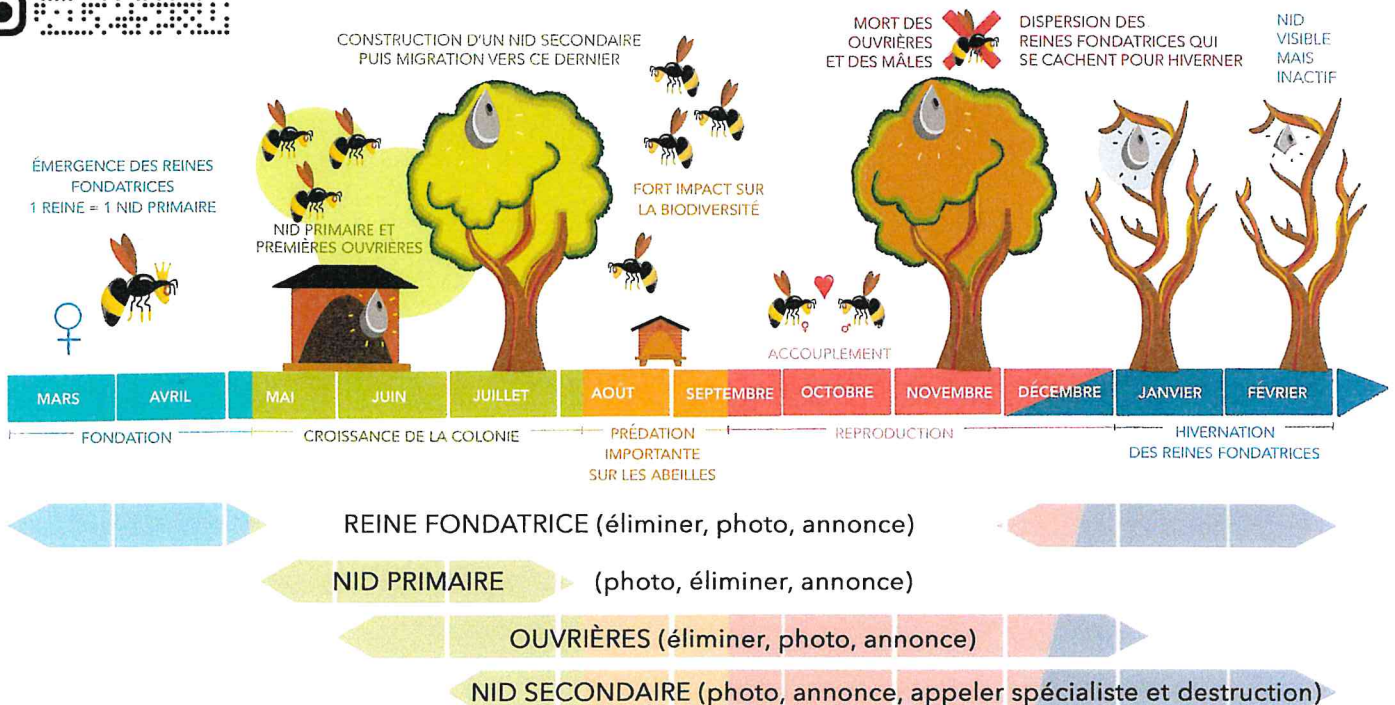 ÉMERGENCE DES REINES
FONDATRICES
1 REINE = 1 NID PRIMAIRE
CONSTRUCTION D'UN NID SECONDAIRE
PUIS MIGRATION VERS CE DERNIER
NID PRIMAIRE ET
PREMIÈRES OUVRIÈRES
FORT IMPACT SUR
LA BIODIVERSITÉ
ACCOUPLEMENT
MORT DES
OUVRIÈRES
ET DES MÂLES
DISPERSION DES
REINES FONDATRICES QUI
SE CACHENT POUR HIVERNER
NID
VISIBLE
MAIS
INACTIF
MARS AVRIL MAI JUIN JUILLET AOÛT SEPTEMBRE OCTOBRE NOVEMBRE DÉCEMBRE JANVIER FÉVRIER
FONDATION
CROISSANCE DE LA COLONIE
PRÉDATION
IMPORTANTE
SUR LES ABEILLES
REPRODUCTION
HIVERNATION
DES REINES FONDATRICES
REINE FONDATRICE (éliminer, photo, annonce)
NID PRIMAIRE (photo, éliminer, annonce)
OUVRIÈRES (éliminer, photo, annonce)
NID SECONDAIRE (photo, annonce, appeler spécialiste et destruction)